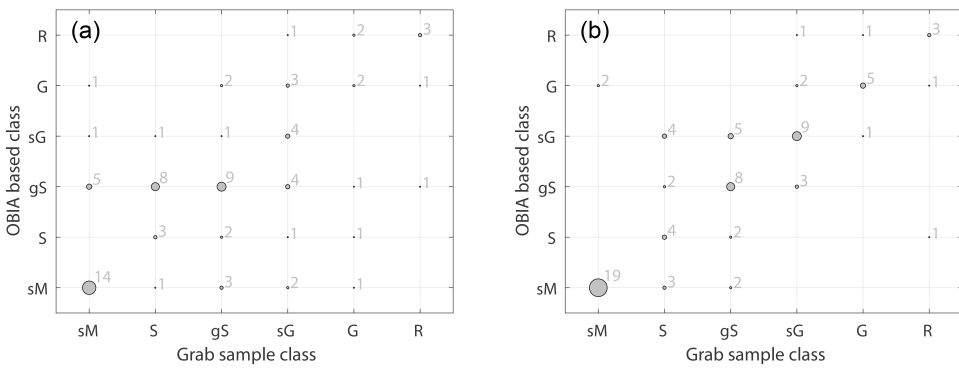 (a)
R 1 2 3
G 1 2 3 2 1
sG 1 1 1 4
gS 5 8 9 4 1 1
S 3 2 1 1
sM 14 1 3 2 1
sM S gS sG G R
Grab sample class
OBIA based class
(b)
R 1 1 3
G 2 2 5 1
sG 4 5 9 1
gS 2 8 3
S 4 2 1
sM 19 3 2
sM S gS sG G R
Grab sample class
OBIA based class